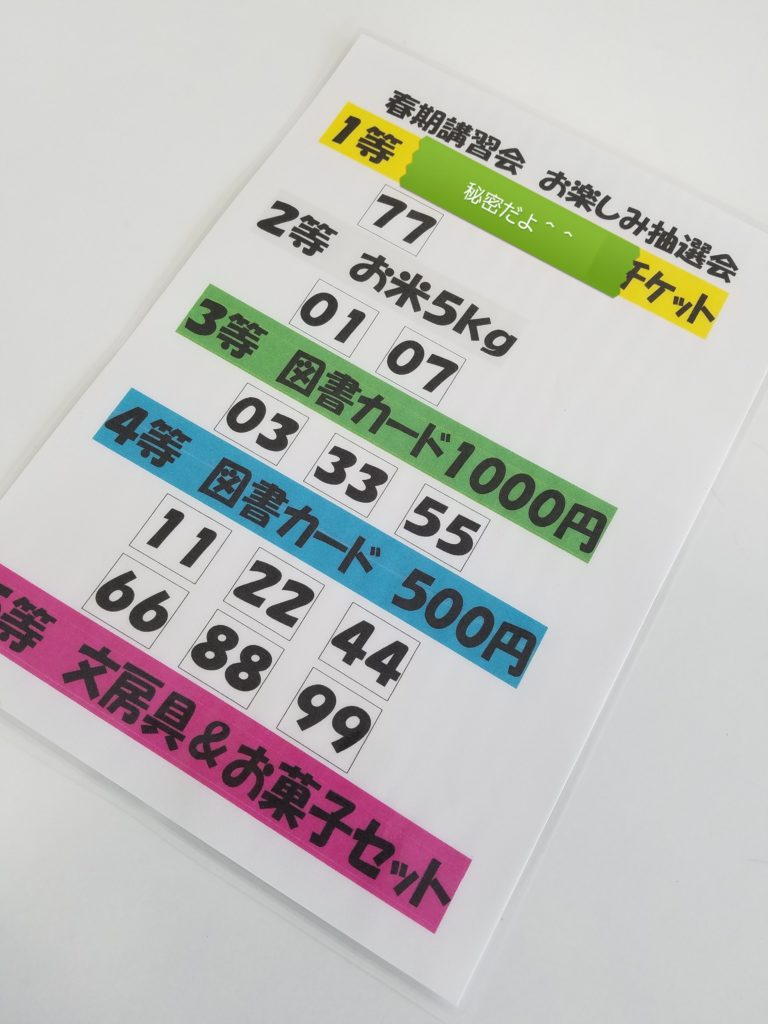 春期講習会 お楽しみ抽選会
1等 秘密だよ＾＾ チケット
77
2等 お米5kg
01 07
3等 図書カード1000円
03 33 55
4等 図書カード 500円
11 22 44
66 88 99
5等 文房具&お菓子セット